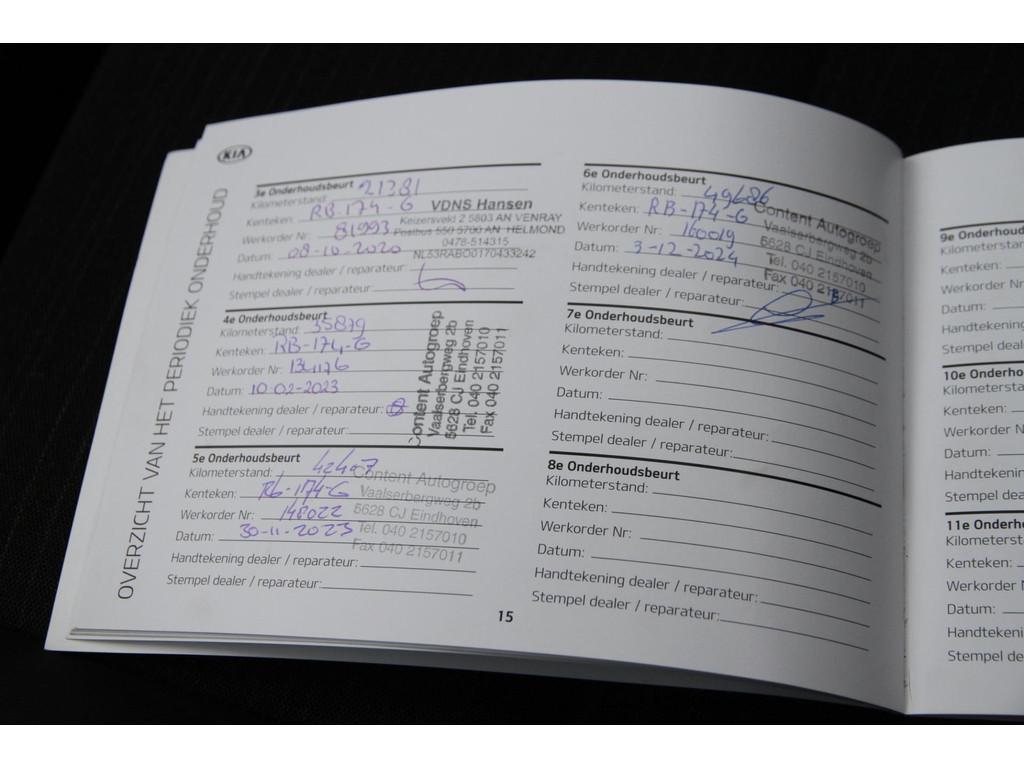 KIA
OVERZICHT VAN HET PERIODIEK ONDERHOUD
3e Onderhoudsbeurt
Kilometerstand: 21381
Kenteken: RB-174-G
Werkorder Nr: 81993
Datum: 08-10-2020
Handtekening dealer / reparateur:
Stempel dealer / reparateur:
VDNS Hansen
Keizersveld 2 5803 AN VENRAY
Postbus 550 5700 AN HELMOND
0478-514315
NL53RABO0170433242
4e Onderhoudsbeurt
Kilometerstand: 35879
Kenteken: RB-174-G
Werkorder Nr:
Datum: 10-02-2023
Handtekening dealer / reparateur:
Stempel dealer / reparateur:
Content Autogroep
Vaalserbergweg 2b
5628 CJ Eindhoven
Tel. 040 2157010
Fax 040 2157011
5e Onderhoudsbeurt
Kilometerstand:
Kenteken: RB-174-G
Werkorder Nr: 148022
Datum: 30-11-2023
Handtekening dealer / reparateur:
Stempel dealer / reparateur:
Content Autogroep
Vaalserbergweg 2b
5628 CJ Eindhoven
Tel. 040 2157010
Fax 040 2157011
15
6e Onderhoudsbeurt
Kilometerstand: 49686
Kenteken: RB-174-G
Werkorder Nr: 160019
Datum: 3-12-2024
Handtekening dealer / reparateur:
Stempel dealer / reparateur:
Content Autogroep
Vaalserbergweg 2b
5628 CJ Eindhoven
Tel. 040 2157010
Fax 040 2157011
7e Onderhoudsbeurt
Kilometerstand:
Kenteken:
Werkorder Nr:
Datum:
Handtekening dealer / reparateur:
Stempel dealer / reparateur:
8e Onderhoudsbeurt
Kilometerstand:
Kenteken:
Werkorder Nr:
Datum:
Handtekening dealer / reparateur:
Stempel dealer / reparateur:
9e Onderhouds
Kilometerstand
Kenteken:
Werkorder Nr
Datum:
Handtekening
Stempel deal
10e Onderho
Kilometersta
Kenteken:
Werkorder N
Datum:
Handtekenin
Stempel dea
11e Onderh
Kilometerst
Kenteken:
Werkorder N
Datum:
Handtekeni
Stempel de